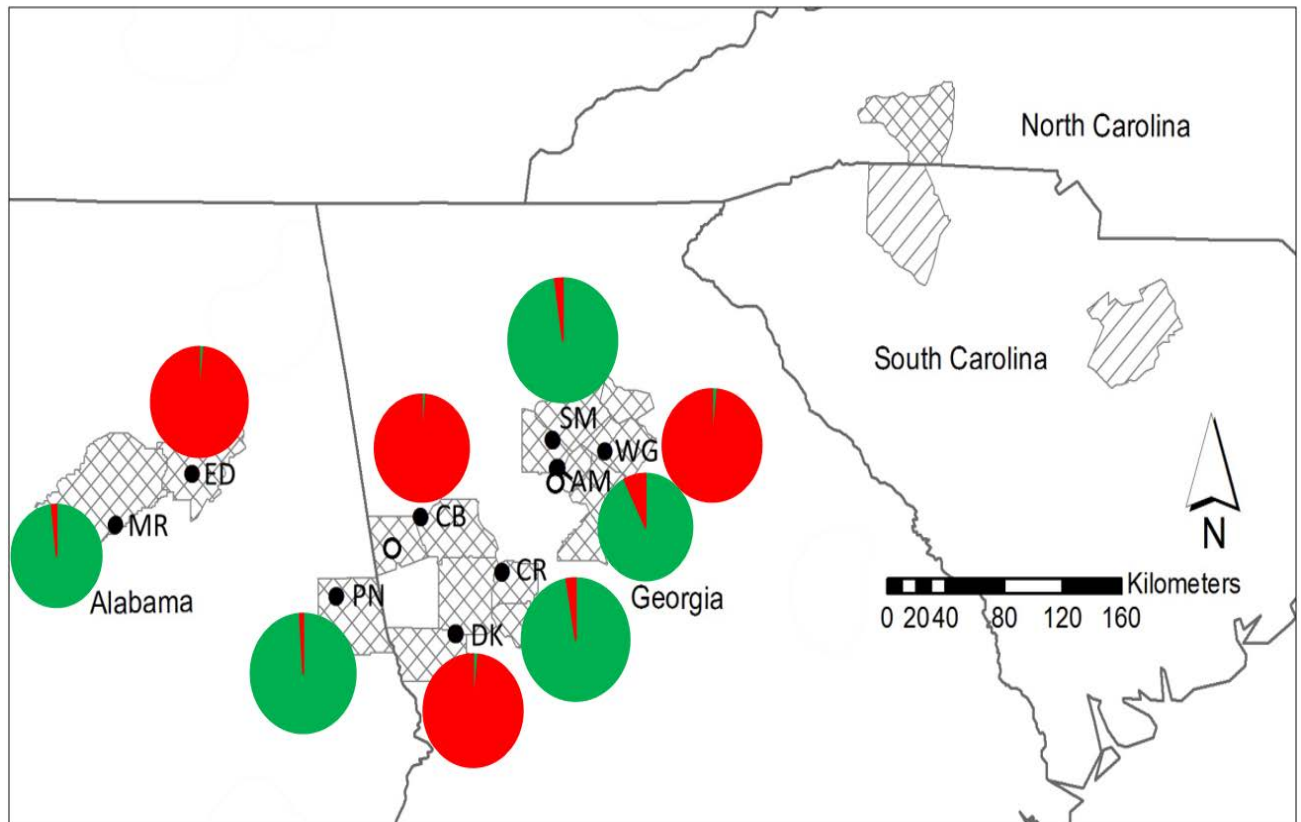 North Carolina
South Carolina
SM
WG
AM
ED
MR
CB
CR
PN
DK
Alabama
Georgia
N
Kilometers
0 20 40 80 120 160